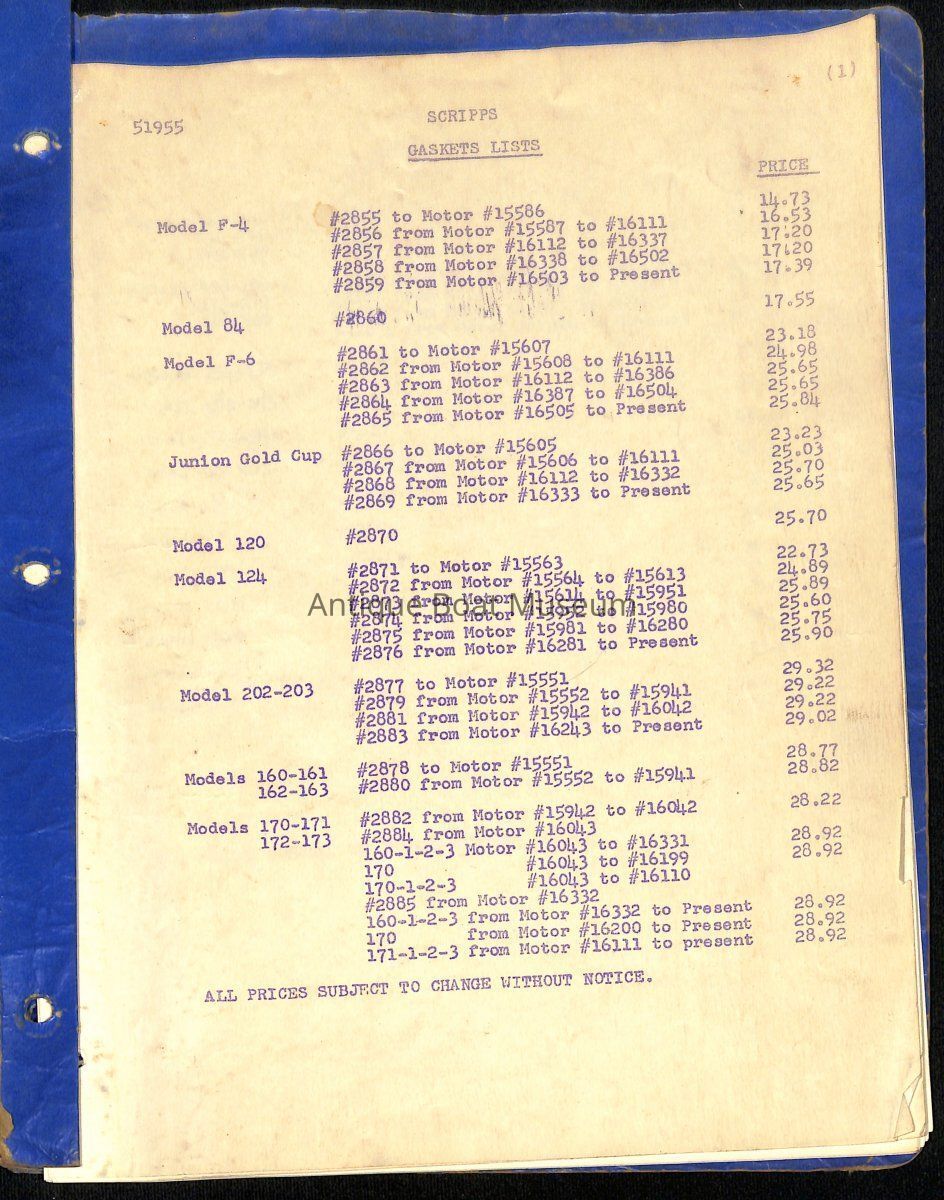 (1)
51955
SCRIPPS
GASKETS LISTS
PRICE
Model F-4 #2855 to Motor #15586 14.73
#2856 from Motor #15587 to #16111 16.53
#2857 from Motor #16112 to #16337 17.20
#2858 from Motor #16338 to #16502 17.20
#2859 from Motor #16503 to Present 17.39
Model 84 #2860 17.55
Model F-6 #2861 to Motor #15607 23.18
#2862 from Motor #15608 to #16111 24.98
#2863 from Motor #16112 to #16386 25.65
#2864 from Motor #16387 to #16504 25.65
#2865 from Motor #16505 to Present 25.84
Junion Gold Cup #2866 to Motor #15605 23.23
#2867 from Motor #15606 to #16111 25.03
#2868 from Motor #16112 to #16332 25.70
#2869 from Motor #16333 to Present 25.65
Model 120 #2870 25.70
Model 124 #2871 to Motor #15563 22.73
#2872 from Motor #15564 to #15613 24.89
#2873 from Motor #15614 to #15951 25.89
Antique Boat Museum
#2874 from Motor to #15980 25.60
#2875 from Motor #15981 to #16280 25.75
#2876 from Motor #16281 to Present 25.90
Model 202-203 #2877 to Motor #15551 29.32
#2879 from Motor #15552 to #15941 29.22
#2881 from Motor #15942 to #16042 29.22
#2883 from Motor #16243 to Present 29.02
Models 160-161 #2878 to Motor #15551 28.77
162-163 #2880 from Motor #15552 to #15941 28.82
Models 170-171 #2882 from Motor #15942 to #16042 28.22
172-173 #2884 from Motor #16043
160-1-2-3 Motor #16043 to #16331 28.92
170 #16043 to #16199 28.92
170-1-2-3 #16043 to #16110
#2885 from Motor #16332
160-1-2-3 from Motor #16332 to Present 28.92
170 from Motor #16200 to Present 28.92
171-1-2-3 from Motor #16111 to present 28.92
ALL PRICES SUBJECT TO CHANGE WITHOUT NOTICE.